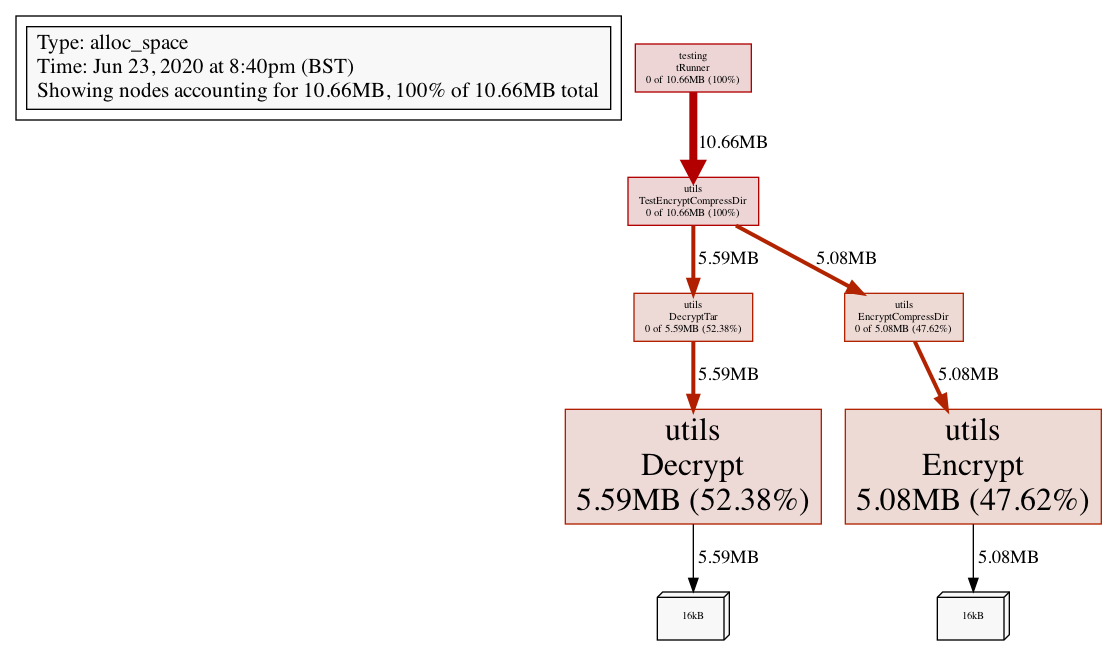 Type: alloc_space
Time: Jun 23, 2020 at 8:40pm (BST)
Showing nodes accounting for 10.66MB, 100% of 10.66MB total
testing
tRunner
0 of 10.66MB (100%)
10.66MB
utils
TestEncryptCompressDir
0 of 10.66MB (100%)
5.59MB
5.08MB
utils
DecryptTar
0 of 5.59MB (52.38%)
utils
EncryptCompressDir
0 of 5.08MB (47.62%)
5.59MB
5.08MB
utils
Decrypt
5.59MB (52.38%)
utils
Encrypt
5.08MB (47.62%)
5.59MB
5.08MB
16kB
16kB